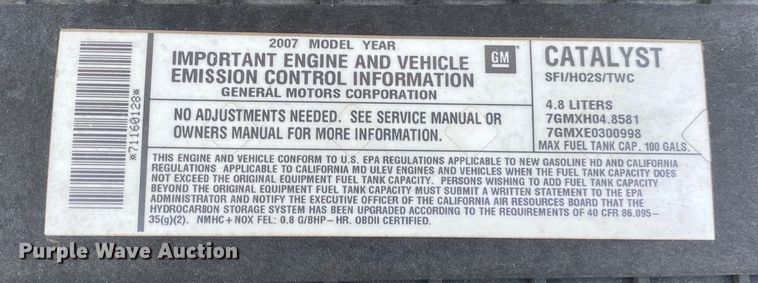 2007 MODEL YEAR
IMPORTANT ENGINE AND VEHICLE
EMISSION CONTROL INFORMATION
GENERAL MOTORS CORPORATION
GM
NO ADJUSTMENTS NEEDED. SEE SERVICE MANUAL OR
OWNERS MANUAL FOR MORE INFORMATION.
CATALYST
SFI/HO2S/TWC
4.8 LITERS
7GMXH04.8581
7GMXE0300998
MAX FUEL TANK CAP. 100 GALS.
THIS ENGINE AND VEHICLE CONFORM TO U.S. EPA REGULATIONS APPLICABLE TO NEW GASOLINE HD AND CALIFORNIA
REGULATIONS APPLICABLE TO CALIFORNIA MD ULEV ENGINES AND VEHICLES WHEN THE FUEL TANK CAPACITY DOES
NOT EXCEED THE ORIGINAL EQUIPMENT FUEL TANK CAPACITY. PERSONS WISHING TO ADD FUEL TANK CAPACITY
BEYOND THE ORIGINAL EQUIPMENT FUEL TANK CAPACITY MUST SUBMIT A WRITTEN STATEMENT TO THE EPA
ADMINISTRATOR AND NOTIFY THE EXECUTIVE OFFICER OF THE CALIFORNIA AIR RESOURCES BOARD THAT THE
HYDROCARBON STORAGE SYSTEM HAS BEEN UPGRADED ACCORDING TO THE REQUIREMENTS OF 40 CFR 86.095-
35(g)(2). NMHC+NOX FEL: 0.8 G/BHP-HR. OBDII CERTIFIED.
*71160128*
Purple Wave Auction
Purple Wave Auction